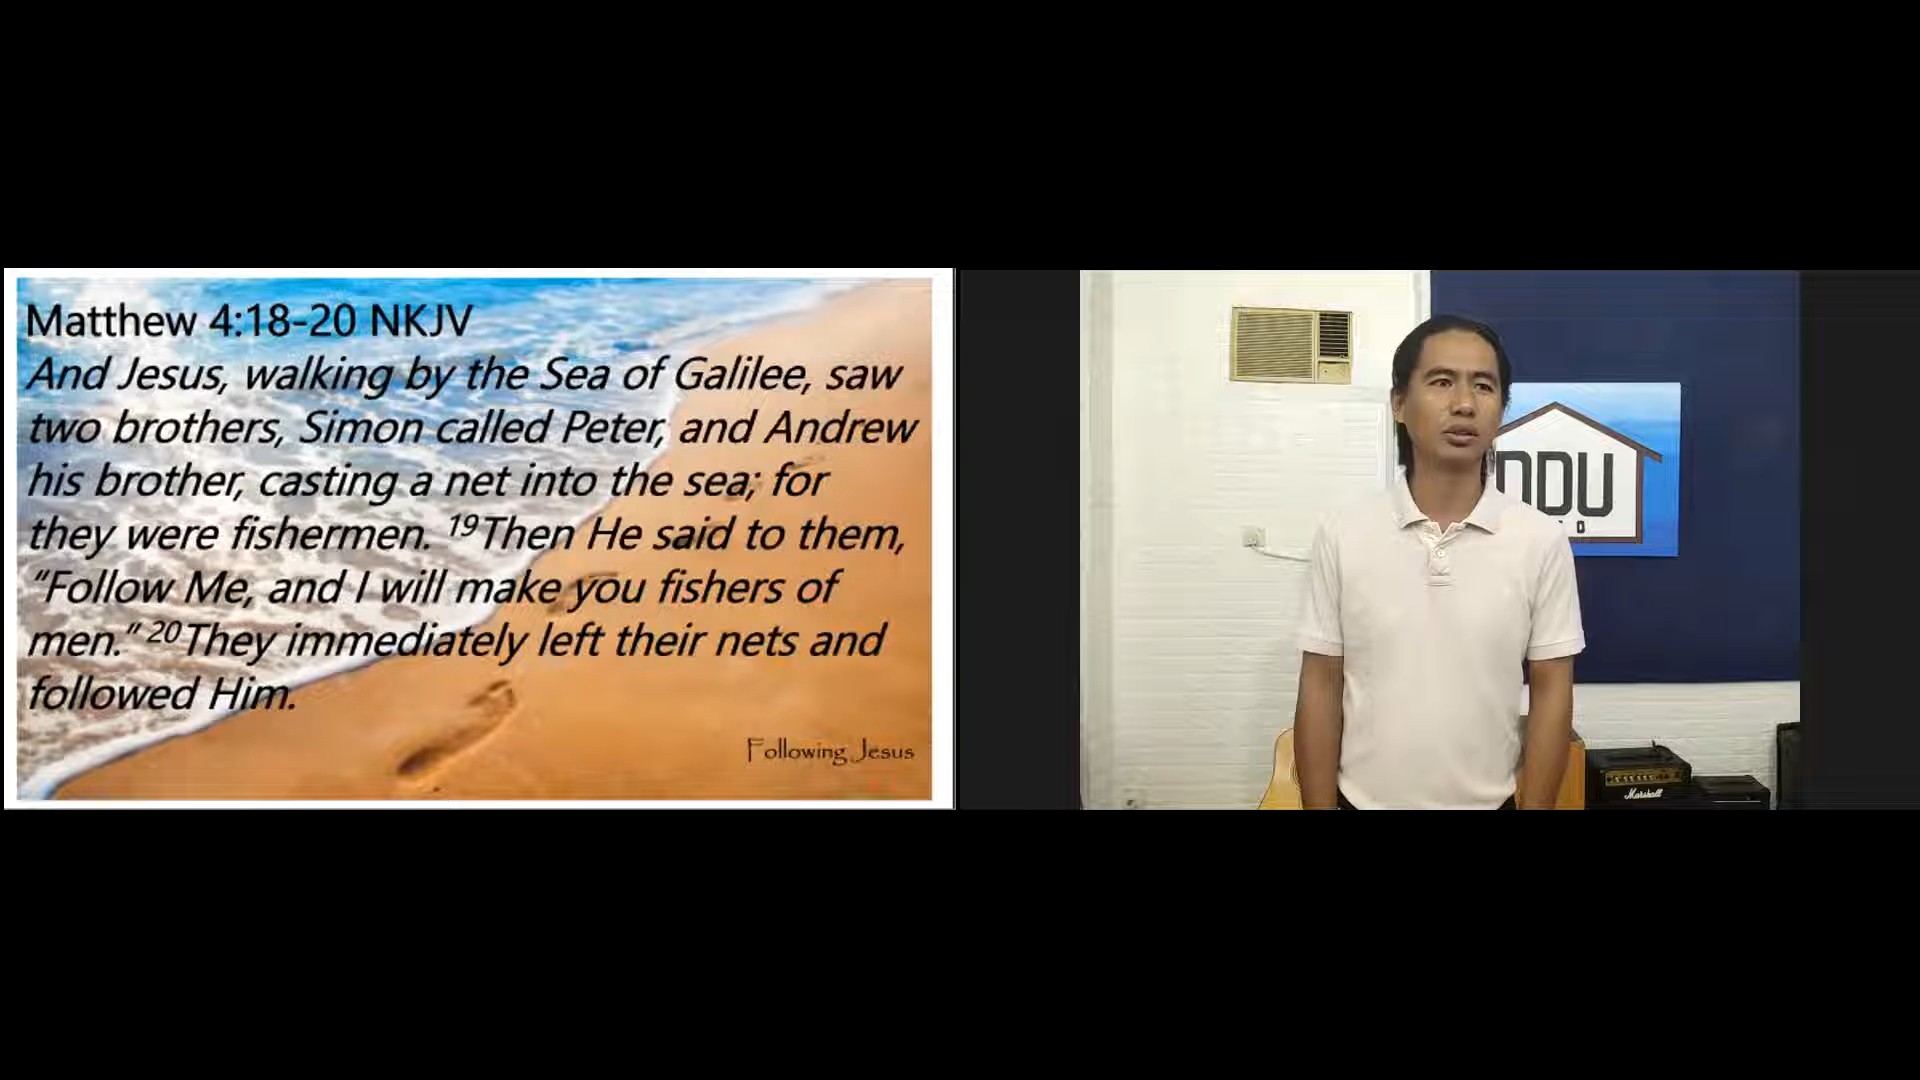 Matthew 4:18-20 NKJV
And Jesus, walking by the Sea of Galilee, saw
two brothers, Simon called Peter, and Andrew
his brother, casting a net into the sea; for
they were fishermen. 19Then He said to them,
“Follow Me, and I will make you fishers of
men.” 20They immediately left their nets and
followed Him.
Following Jesus
Marshall